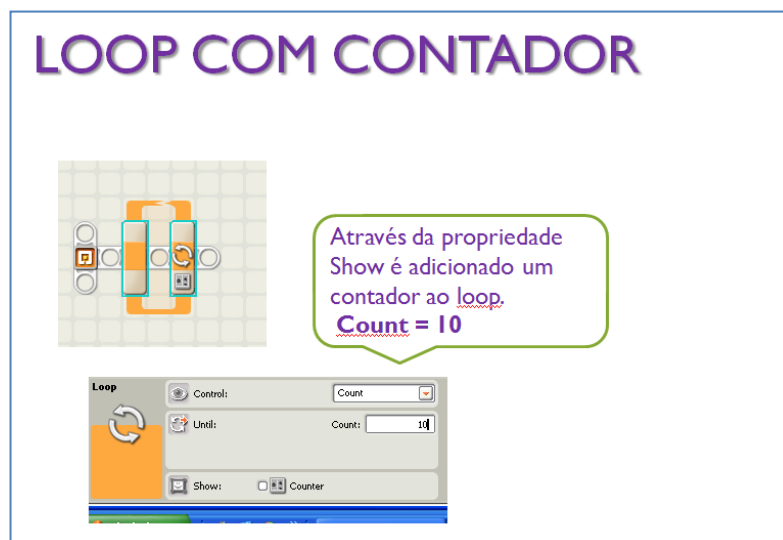 LOOP COM CONTADOR
Através da propriedade
Show é adicionado um
contador ao loop.
Count = 10
Loop
Control:
Count
Until:
Count:
10
Show:
Counter